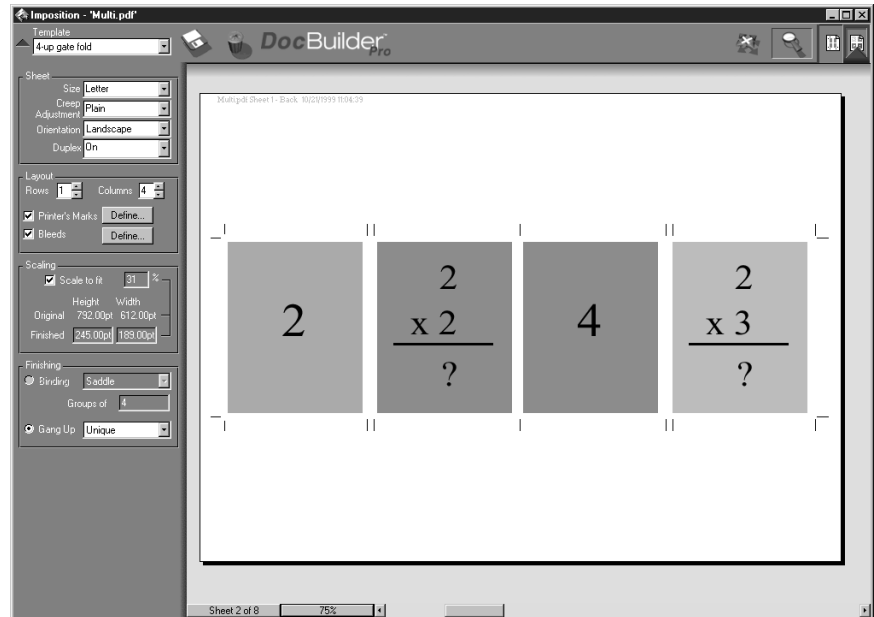 Imposition - 'Multi.pdf'
Template
4-up gate fold
DocBuilder Pro™
Sheet
Size Letter
Creep Adjustment Plain
Orientation Landscape
Duplex On
Layout
Rows 1 Columns 4
Printer's Marks Define...
Bleeds Define...
Scaling
Scale to fit 31 %
Height Width
Original 792.00pt 612.00pt
Finished 245.00pt 189.00pt
Finishing
Binding Saddle
Groups of 4
Gang Up Unique
Multi.pdf Sheet 1 - Back 10/21/1999 11:04:39
2
2
x 2
?
4
2
x 3
?
Sheet 2 of 8 75%